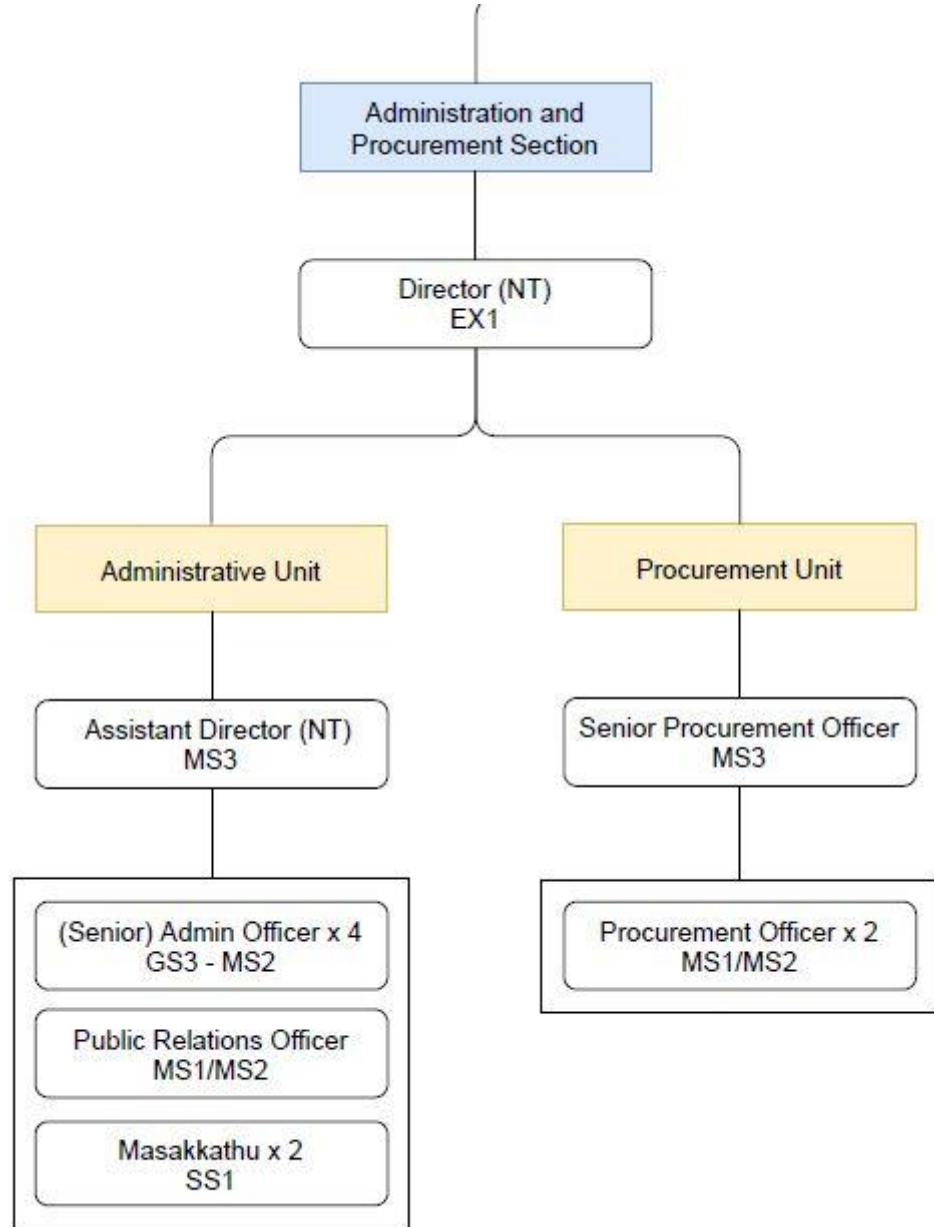 Administration and
Procurement Section
Director (NT)
EX1
Administrative Unit
Procurement Unit
Assistant Director (NT)
MS3
Senior Procurement Officer
MS3
(Senior) Admin Officer x 4
GS3 - MS2
Public Relations Officer
MS1/MS2
Masakkathu x 2
SS1
Procurement Officer x 2
MS1/MS2